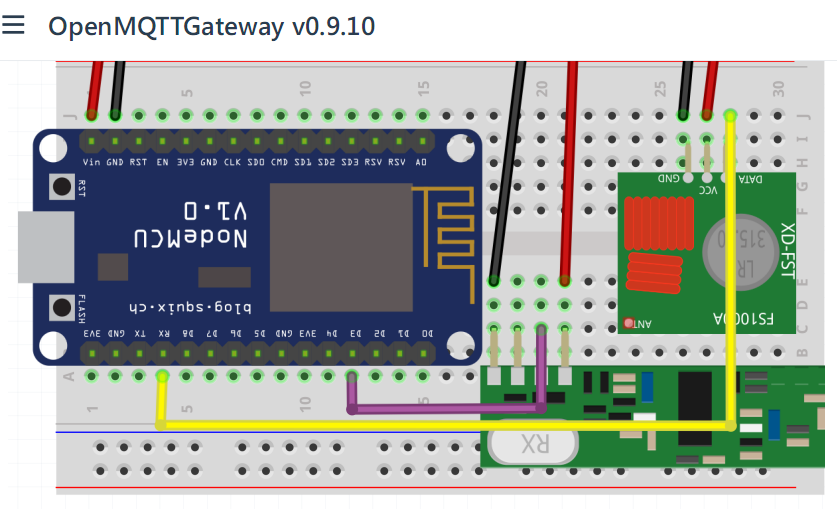 OpenMQTTGateway v0.9.10
5 10 15 20 25 30
J J
I
H
G
F
Vin GND RST EN 3V3 GND CLK SD0 CMD SD1 SD2 SD3 RSV RSV A0
RST
NodeMCU
V1.0
blog.squix.ch
FLASH
3V3 GND TX RX D8 D7 D6 D5 GND 3V3 D4 D3 D2 D1 D0
GND VCC DATA
XD-FST
315.0
ANT
E
D
C
B
A
1 5 10
RX